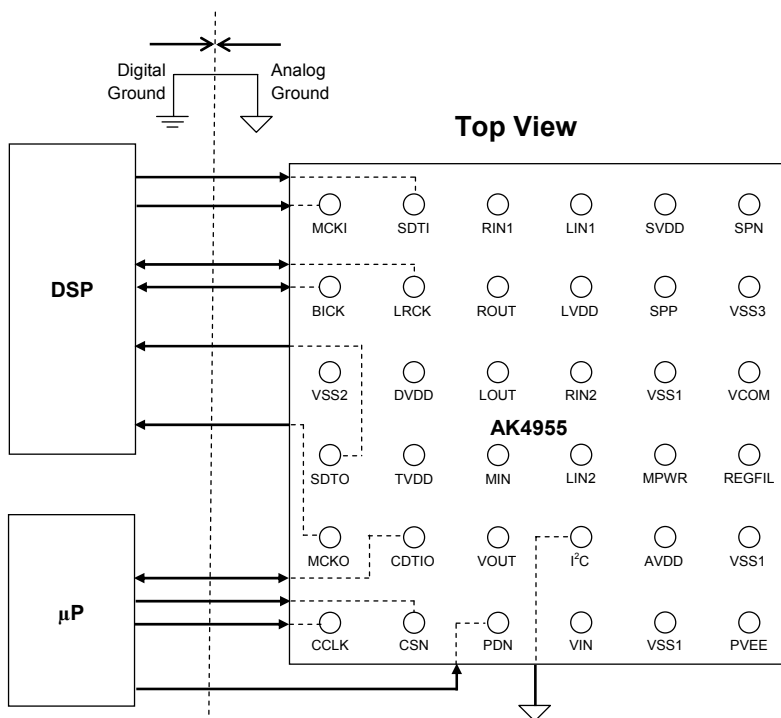 Digital
Ground
Analog
Ground
Top View
DSP
MCKI SDTI RIN1 LIN1 SVDD SPN
BICK LRCK ROUT LVDD SPP VSS3
VSS2 DVDD LOUT RIN2 VSS1 VCOM
AK4955
SDTO TVDD MIN LIN2 MPWR REGFIL
µP
MCKO CDTIO VOUT I²C AVDD VSS1
CCLK CSN PDN VIN VSS1 PVEE